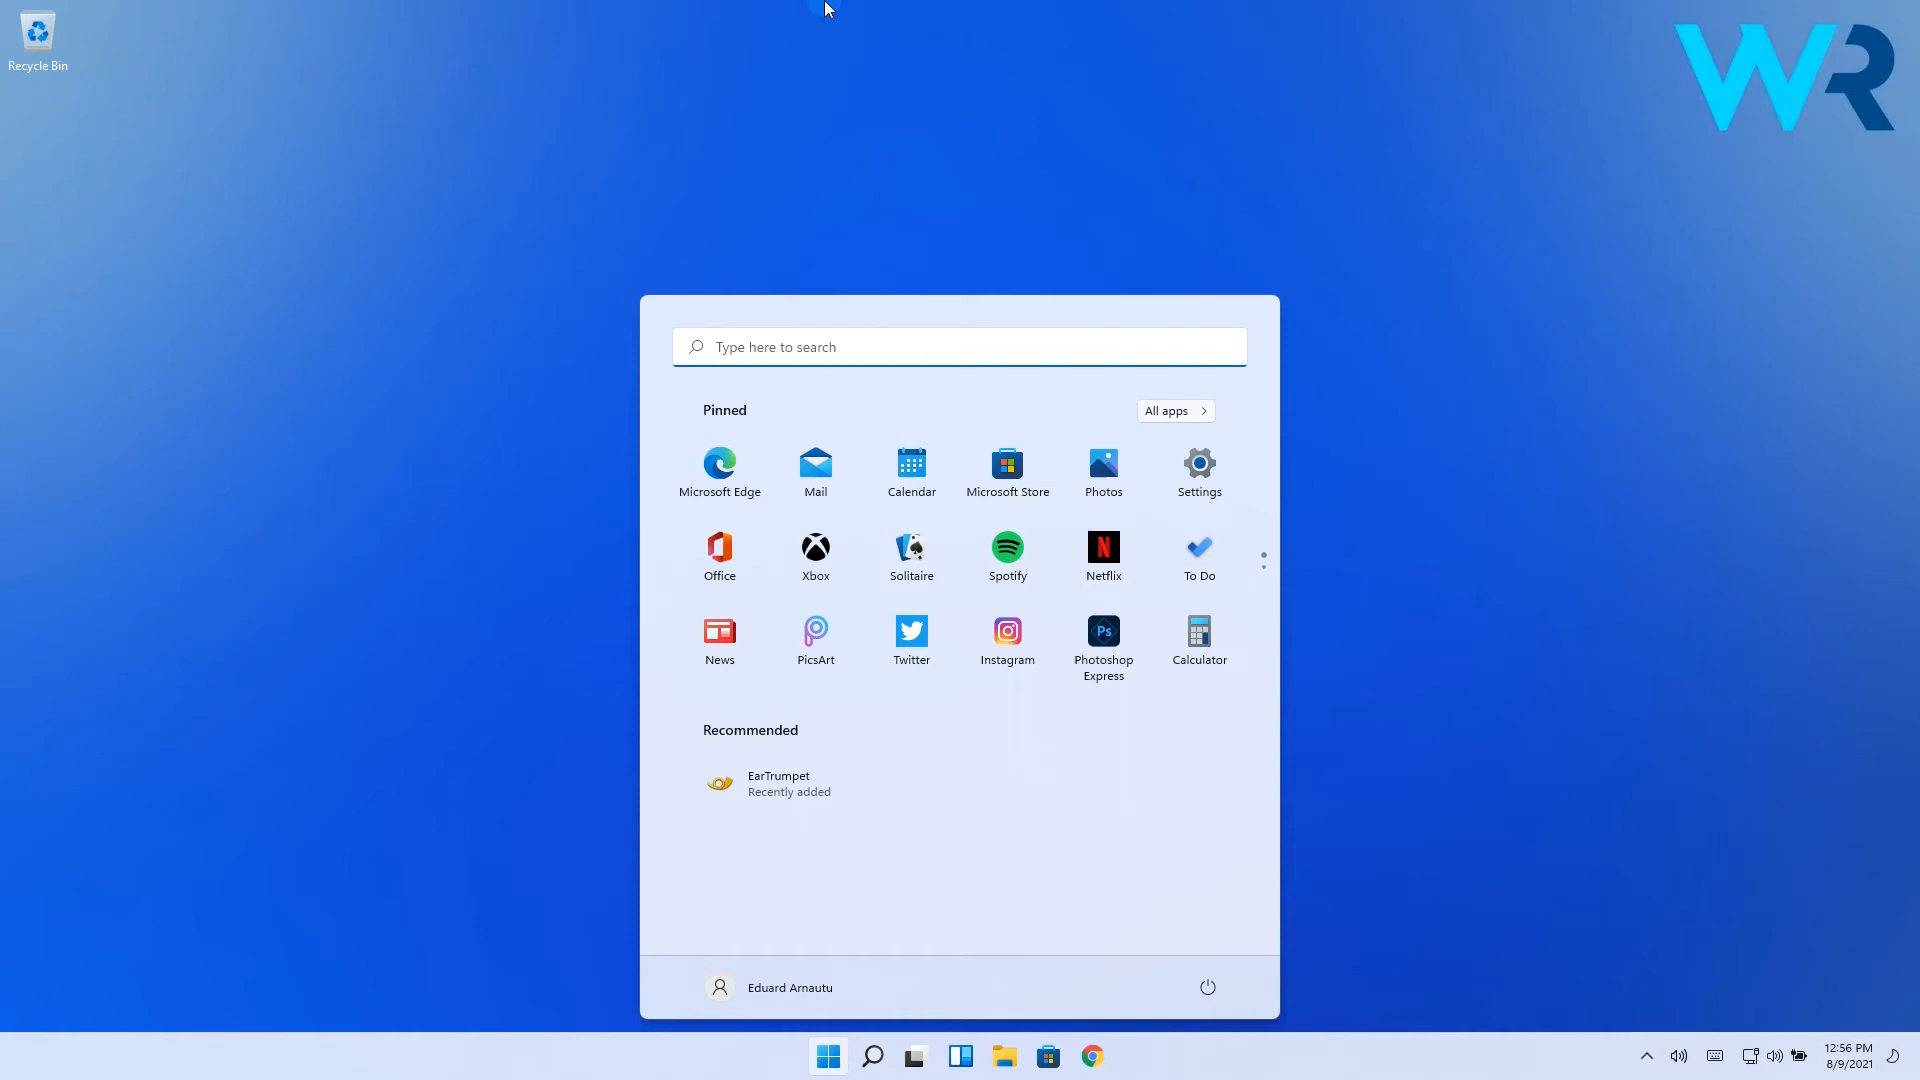 Recycle Bin
WR
Type here to search
Pinned
All apps
Microsoft Edge
Mail
Calendar
Microsoft Store
Photos
Settings
Office
Xbox
Solitaire
Spotify
Netflix
To Do
News
PicsArt
Twitter
Instagram
Ps
Photoshop
Express
Calculator
Recommended
EarTrumpet
Recently added
Eduard Arnautu
12:56 PM
8/9/2021